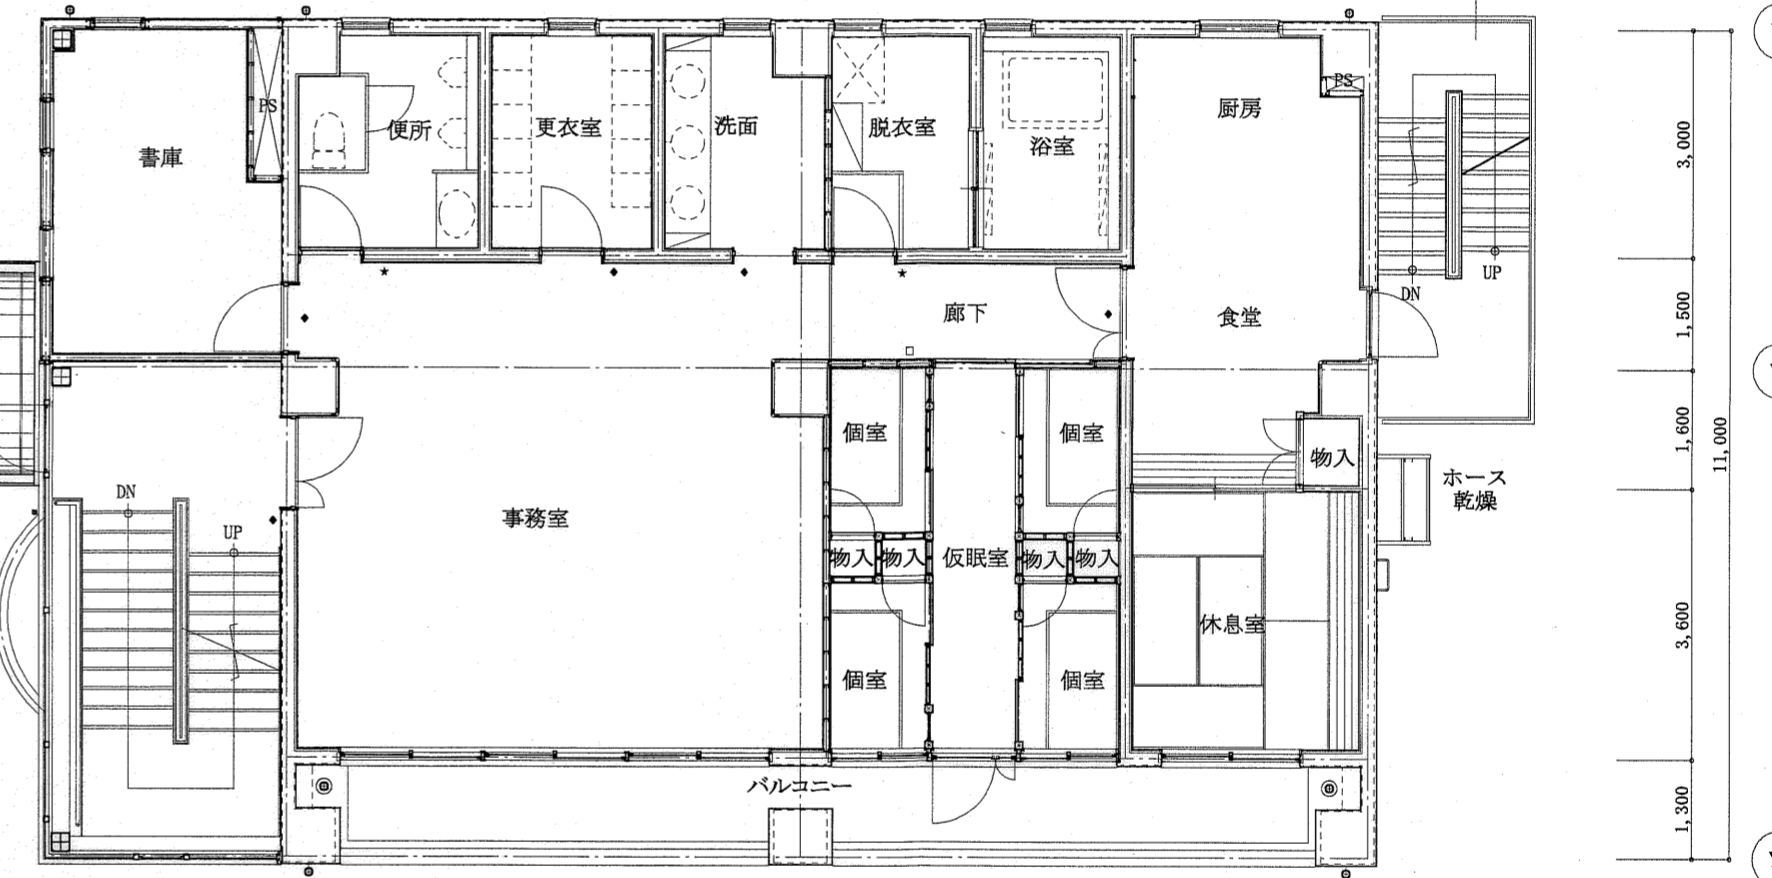 PS
便所
更衣室
洗面
脱衣室
浴室
厨房
PS
書庫
UP
DN
廊下
食堂
3,000
1,500
1,600
11,000
3,600
1,300
個室
個室
物入
ホース
乾燥
DN
UP
事務室
物入
物入
仮眠室
物入
物入
休息室
個室
個室
バルコニー